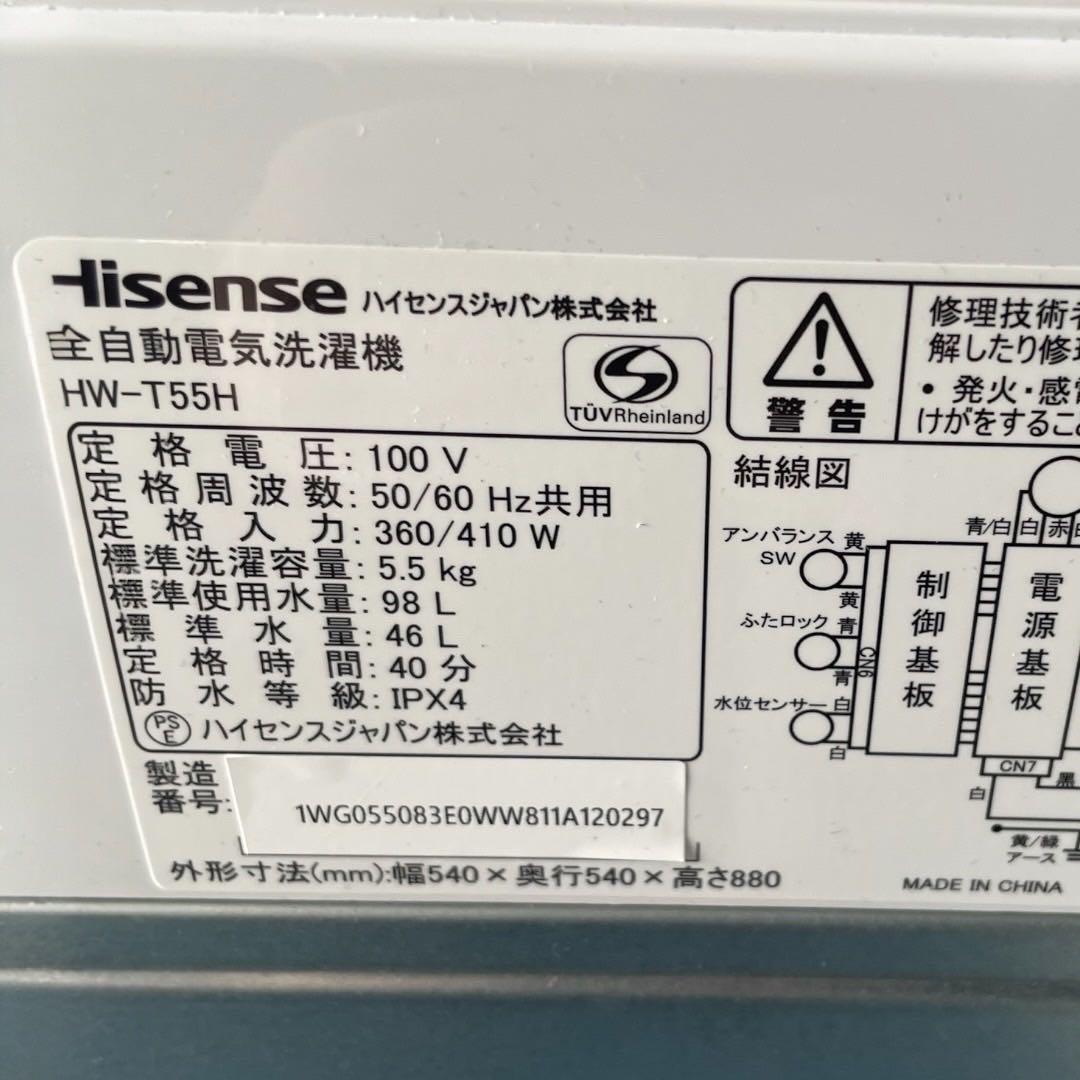 Hisense ハイセンスジャパン株式会社
全自動電気洗濯機
HW-T55H
TÜVRheinland
定格電圧: 100 V
定格周波数: 50/60 Hz共用
定格入力: 360/410 W
標準洗濯容量: 5.5 kg
標準使用水量: 98 L
標準水量: 46 L
定格時間: 40 分
防水等級: IPX4
PSE ハイセンスジャパン株式会社
製造
番号:
1WG055083E0WW811A120297
外形寸法(mm):幅540×奥行540×高さ880
警告
修理技術者
解したり修理
・発火・感電
けがをすること
結線図
アンバランス
SW
黄
黄
ふたロック 青
青
水位センサー 白
白
CN6
制御基板
青/白 白 赤
電源基板
CN7
白
黒
黄/緑
アース
MADE IN CHINA